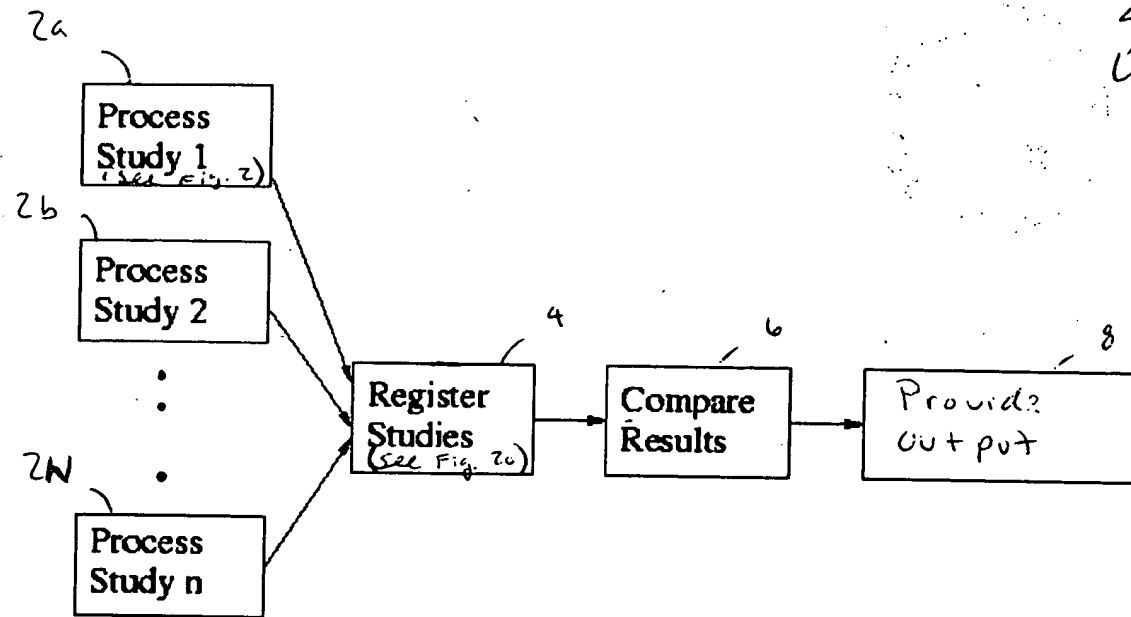 2a
Process
Study 1
(see Fig. 2)
2b
Process
Study 2
2N
Process
Study n
4
Register
Studies
(see Fig. 20)
6
Compare
Results
8
Provide
output